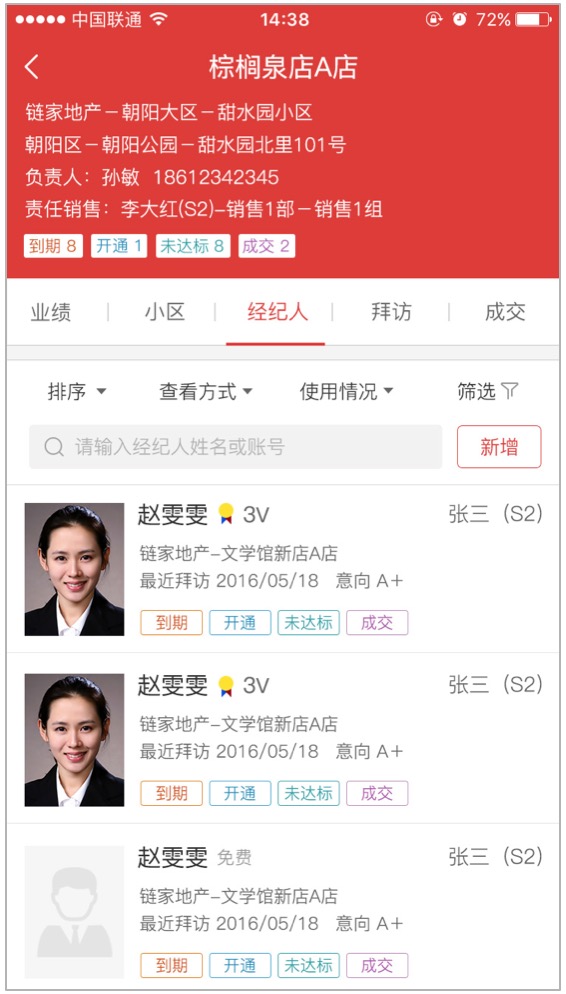 中国联通 14:38 72%
棕榈泉店A店
链家地产－朝阳大区－甜水园小区
朝阳区－朝阳公园－甜水园北里101号
负责人：孙敏 18612342345
责任销售：李大红(S2)-销售1部－销售1组
到期 8 开通 1 未达标 8 成交 2
业绩 小区 经纪人 拜访 成交
排序 查看方式 使用情况 筛选
请输入经纪人姓名或账号 新增
赵雯雯 3V 张三（S2）
链家地产-文学馆新店A店
最近拜访 2016/05/18 意向 A＋
到期 开通 未达标 成交
赵雯雯 3V 张三（S2）
链家地产-文学馆新店A店
最近拜访 2016/05/18 意向 A＋
到期 开通 未达标 成交
赵雯雯 免费 张三（S2）
链家地产-文学馆新店A店
最近拜访 2016/05/18 意向 A＋
到期 开通 未达标 成交